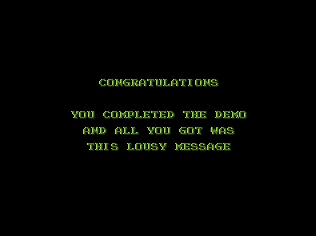 CONGRATULATIONS
YOU COMPLETED THE DEMO
AND ALL YOU GOT WAS
THIS LOUSY MESSAGE